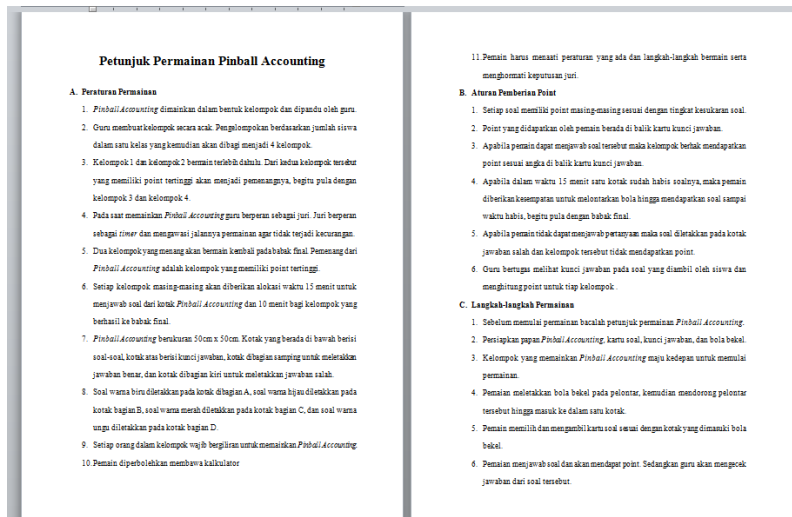 Petunjuk Permainan Pinball Accounting
A. Peraturan Permainan
1. Pinball Accounting dimainkan dalam bentuk kelompok dan dipandu oleh guru.
2. Guru membuat kelompok secara acak. Pengelompokan berdasarkan jumlah siswa
dalam satu kelas yang kemudian akan dibagi menjadi 4 kelompok.
3. Kelompok 1 dan kelompok 2 bermain terlebih dahulu. Dari kedua kelompok tersebut
yang memiliki point tertinggi akan menjadi pemenangnya, begitu pula dengan
kelompok 3 dan kelompok 4.
4. Pada saat memainkan Pinball Accounting guru berperan sebagai juri. Juri berperan
sebagai timer dan mengawasi jalannya permainan agar tidak terjadi kecurangan.
5. Dua kelompok yang menang akan bermain kembali pada babak final. Pemenang dari
Pinball Accounting adalah kelompok yang memiliki point tertinggi.
6. Setiap kelompok masing-masing akan diberikan alokasi waktu 15 menit untuk
menjawab soal dari kotak Pinball Accounting dan 10 menit bagi kelompok yang
berhasil ke babak final.
7. Pinball Accounting berukuran 50cm x 50cm. Kotak yang berada di bawah berisi
soal-soal, kotak atas berisi kunci jawaban, kotak dibagian samping untuk meletakkan
jawaban benar, dan kotak dibagian kiri untuk meletakkan jawaban salah.
8. Soal warna biru diletakkan pada kotak dibagian A, soal warna hijau diletakkan pada
kotak bagian B, soal warna merah diletakkan pada kotak bagian C, dan soal warna
ungu diletakkan pada kotak bagian D.
9. Setiap orang dalam kelompok wajib bergiliran untuk memainkan Pinball Accounting.
10. Pemain diperbolehkan membawa kalkulator
11. Pemain harus menaati peraturan yang ada dan langkah-langkah bermain serta
menghormati keputusan juri.
B. Aturan Pemberian Point
1. Setiap soal memiliki point masing-masing sesuai dengan tingkat kesukaran soal.
2. Point yang didapatkan oleh pemain berada di balik kartu kunci jawaban.
3. Apabila pemain dapat menjawab soal tersebut maka kelompok berhak mendapatkan
point sesuai angka di balik kartu kunci jawaban.
4. Apabila dalam waktu 15 menit satu kotak sudah habis soalnya, maka pemain
diberikan kesempatan untuk melontarkan bola hingga mendapatkan soal sampai
waktu habis, begitu pula dengan babak final.
5. Apabila pemain tidak dapat menjawab pertanyaan maka soal diletakkan pada kotak
jawaban salah dan kelompok tersebut tidak mendapatkan point.
6. Guru bertugas melihat kunci jawaban pada soal yang diambil oleh siswa dan
menghitung point untuk tiap kelompok .
C. Langkah-langkah Permainan
1. Sebelum memulai permainan bacalah petunjuk permainan Pinball Accounting.
2. Persiapkan papan Pinball Accounting, kartu soal, kunci jawaban, dan bola bekel.
3. Kelompok yang memainkan Pinball Accounting maju kedepan untuk memulai
permainan.
4. Pemaian meletakkan bola bekel pada pelontar, kemudian mendorong pelontar
tersebut hingga masuk ke dalam satu kotak.
5. Pemain memilih dan mengambil kartu soal sesuai dengan kotak yang dimasuki bola
bekel.
6. Pemaian menjawab soal dan akan mendapat point. Sedangkan guru akan mengecek
jawaban dari soal tersebut.